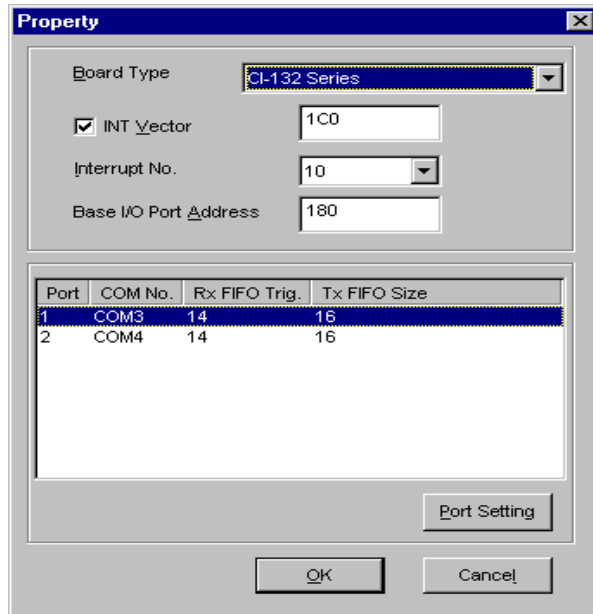 Property
Board Type
CI-132 Series
INT Vector
1C0
Interrupt No.
10
Base I/O Port Address
180
Port COM No. Rx FIFO Trig. Tx FIFO Size
1 COM3 14 16
2 COM4 14 16
Port Setting
OK
Cancel